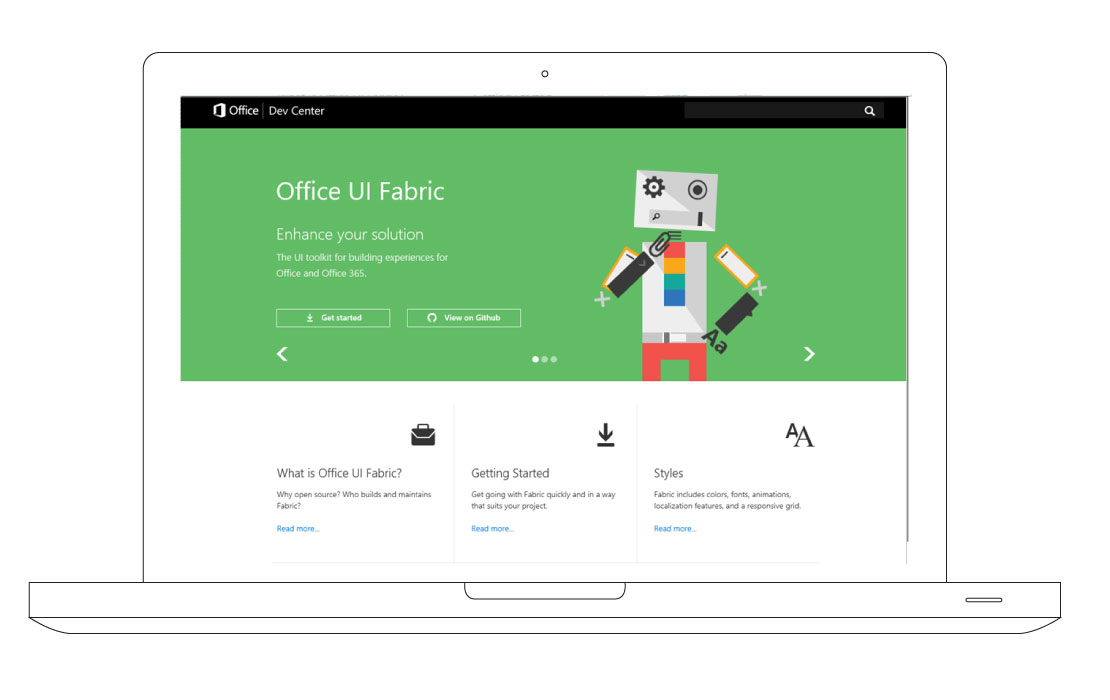 Office | Dev Center
Office UI Fabric
Enhance your solution
The UI toolkit for building experiences for
Office and Office 365.
Get started
View on Github
Aa
AA
What is Office UI Fabric?
Why open source? Who builds and maintains
Fabric?
Read more...
Getting Started
Get going with Fabric quickly and in a way
that suits your project.
Read more...
Styles
Fabric includes colors, fonts, animations,
localization features, and a responsive grid.
Read more...